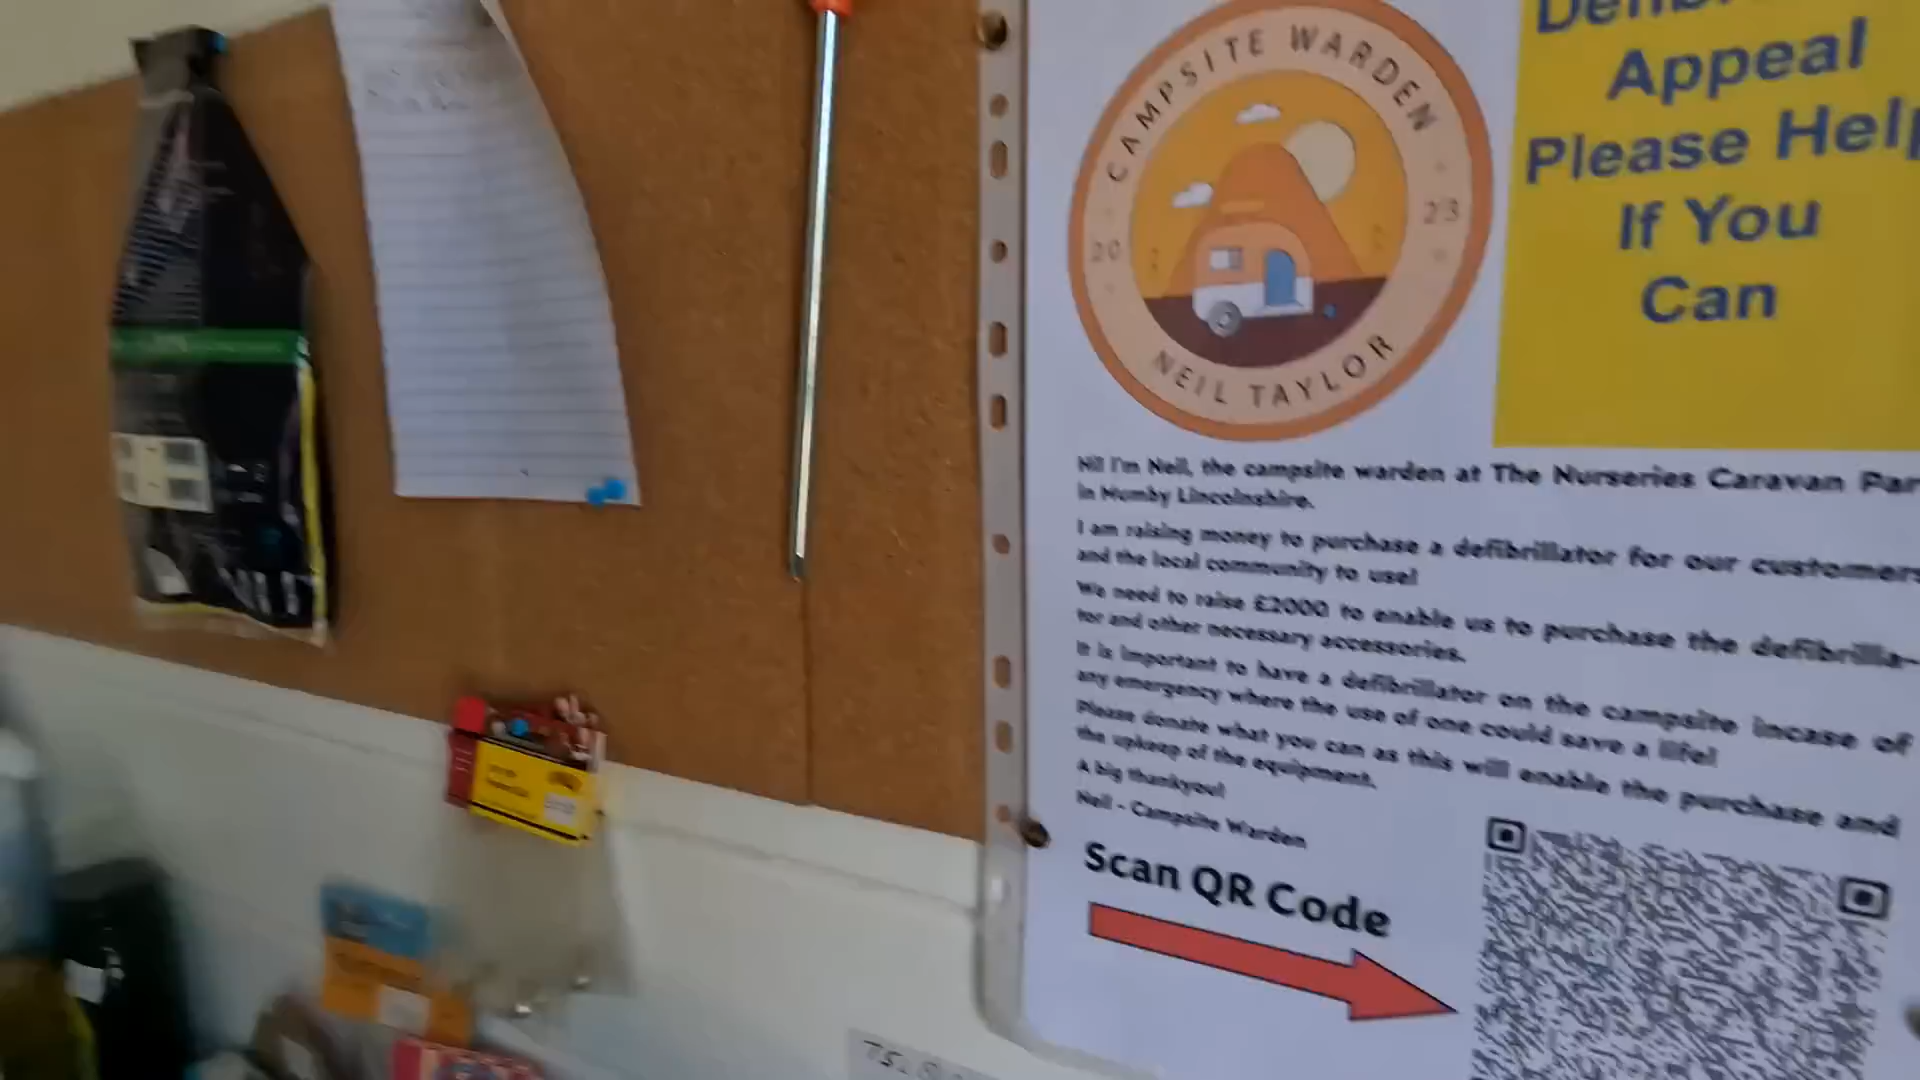 CAMPSITE WARDEN
20 23
NEIL TAYLOR
Appeal
Please Help
If You
Can
Hi! I'm Neil, the campsite warden at The Nurseries Caravan Par
in Humby Lincolnshire.
I am raising money to purchase a defibrillator for our customers
and the local community to use!
We need to raise £2000 to enable us to purchase the defibrilla-
tor and other necessary accessories.
It is important to have a defibrillator on the campsite incase of
any emergency where the use of one could save a life!
Please donate what you can as this will enable the purchase and
the upkeep of the equipment.
A big thankyou!
Neil - Campsite Warden
Scan QR Code